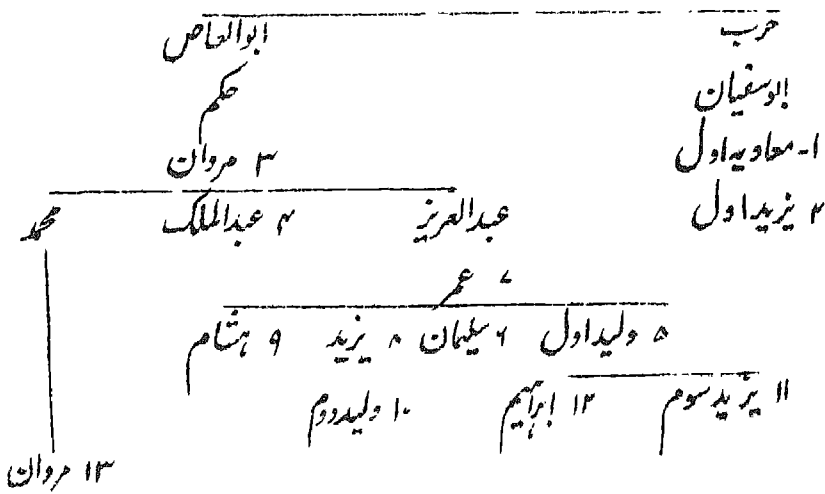 حرب ابوالعاص
ابوسفیان حکم
۱- معاویہ اول ۳ مروان
۲ یزید اول عبدالعزیز ۴ عبدالملک محمد
۷ عمر
۵ ولید اول ۶ سلیمان ۸ یزید ۹ ہشام
۱۱ یزید سوم ۱۲ ابراہیم ۱۰ ولید دوم
۱۳ مروان